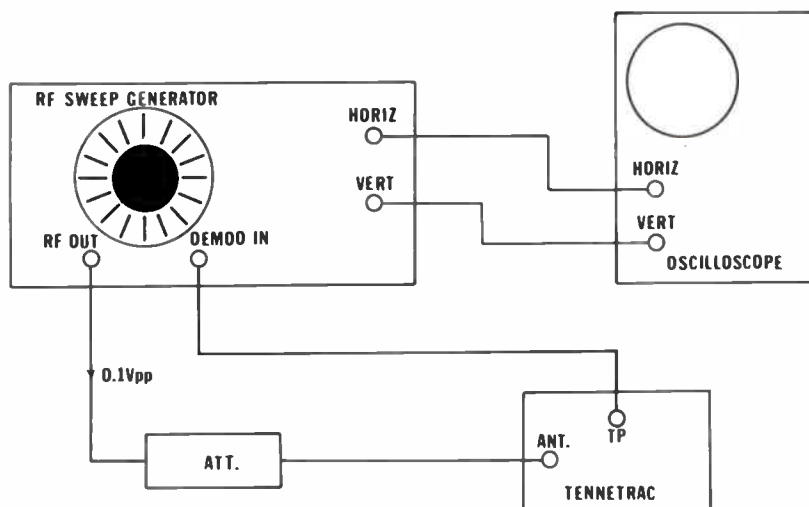 RF SWEEP GENERATOR
HORIZ
VERT
RF OUT
DEMOD IN
HORIZ
VERT
OSCILLOSCOPE
0.1Vpp
ATT.
ANT.
TP
TENNETRAC